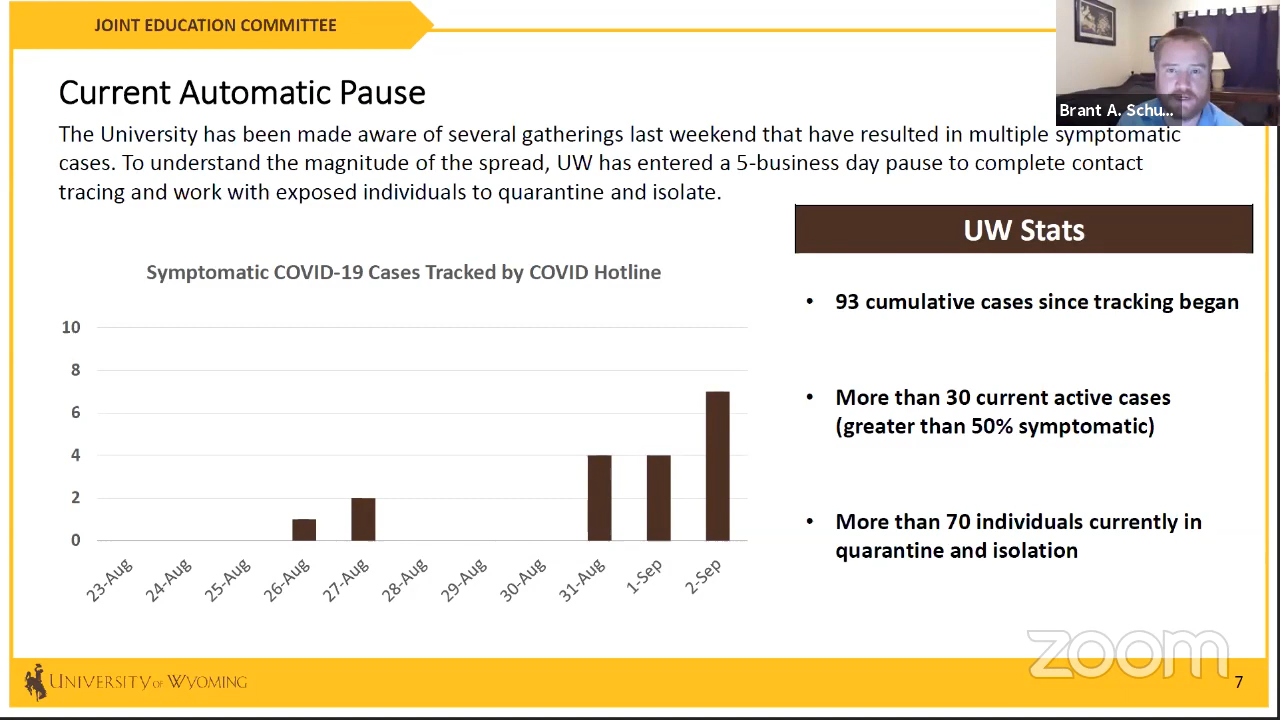 JOINT EDUCATION COMMITTEE
Brant A. Schu...
Current Automatic Pause
The University has been made aware of several gatherings last weekend that have resulted in multiple symptomatic
cases. To understand the magnitude of the spread, UW has entered a 5-business day pause to complete contact
tracing and work with exposed individuals to quarantine and isolate.
Symptomatic COVID-19 Cases Tracked by COVID Hotline
10
8
6
4
2
0
23-Aug
24-Aug
25-Aug
26-Aug
27-Aug
28-Aug
29-Aug
30-Aug
31-Aug
1-Sep
2-Sep
UW Stats
• 93 cumulative cases since tracking began
• More than 30 current active cases
(greater than 50% symptomatic)
• More than 70 individuals currently in
quarantine and isolation
zoom
UNIVERSITY OF WYOMING
7